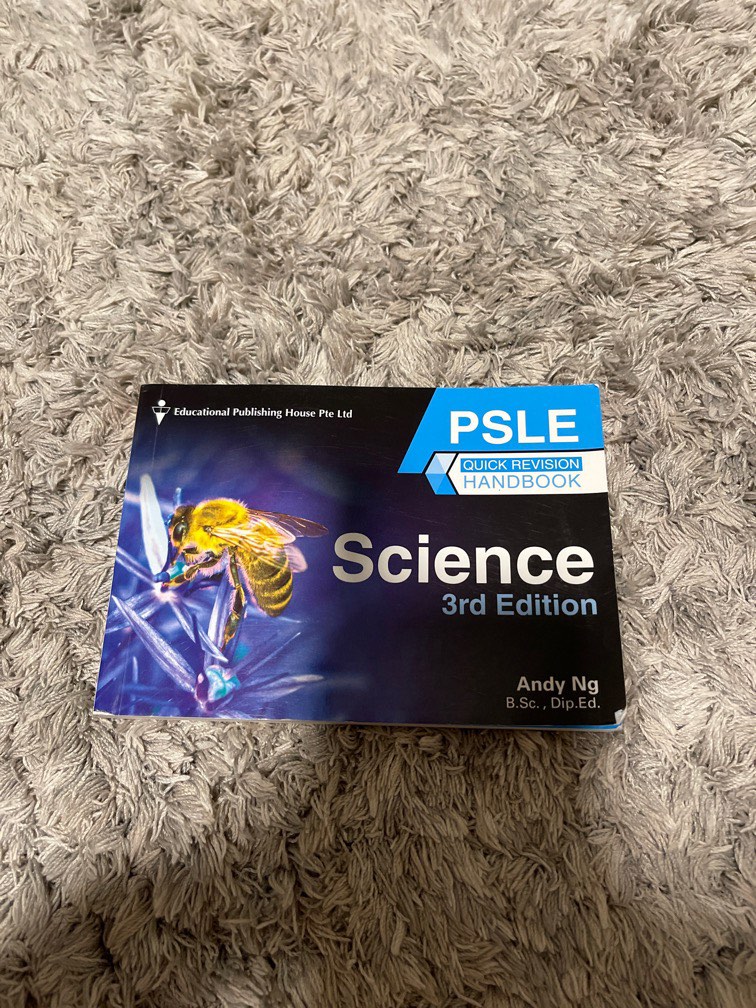 Educational Publishing House Pte Ltd
PSLE
QUICK REVISION
HANDBOOK
Science
3rd Edition
Andy Ng
B.Sc., Dip.Ed.